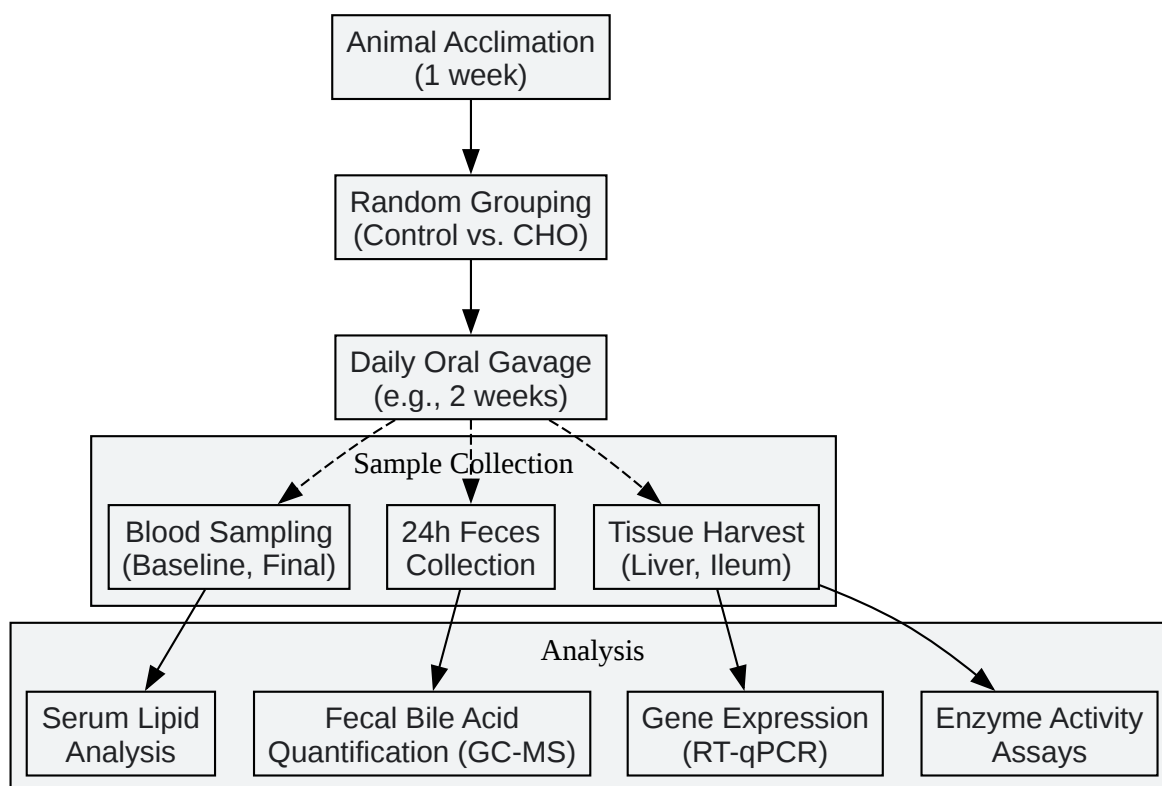 Animal Acclimation
(1 week)
Random Grouping
(Control vs. CHO)
Daily Oral Gavage
(e.g., 2 weeks)
Sample Collection
Blood Sampling
(Baseline, Final)
24h Feces
Collection
Tissue Harvest
(Liver, Ileum)
Analysis
Serum Lipid
Analysis
Fecal Bile Acid
Quantification (GC-MS)
Gene Expression
(RT-qPCR)
Enzyme Activity
Assays